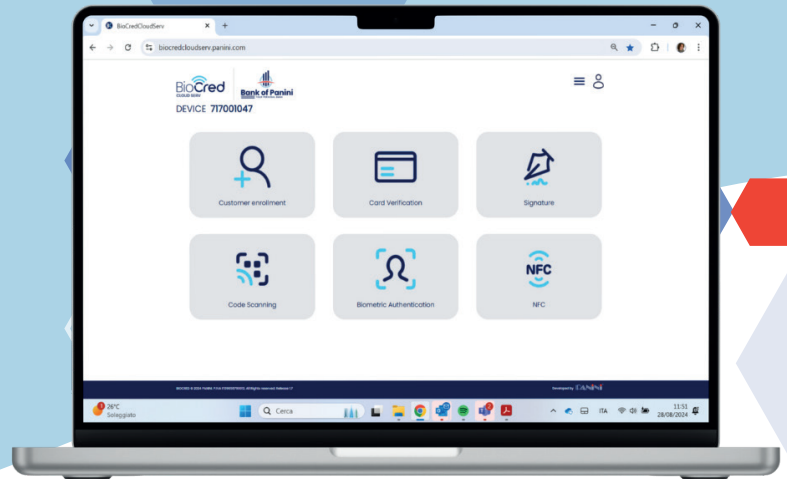 BioCredCloudServ
biocredcloudserv.panini.com
BioCred
CLOUD SERV
Bank of Panini
DEVICE 717001047
Customer enrollment
Card Verification
Signature
Code Scanning
Biometric Authentication
NFC
NFC
Developed by PANINI
26°C
Soleggiato
Cerca
ITA
11:51
28/08/2024